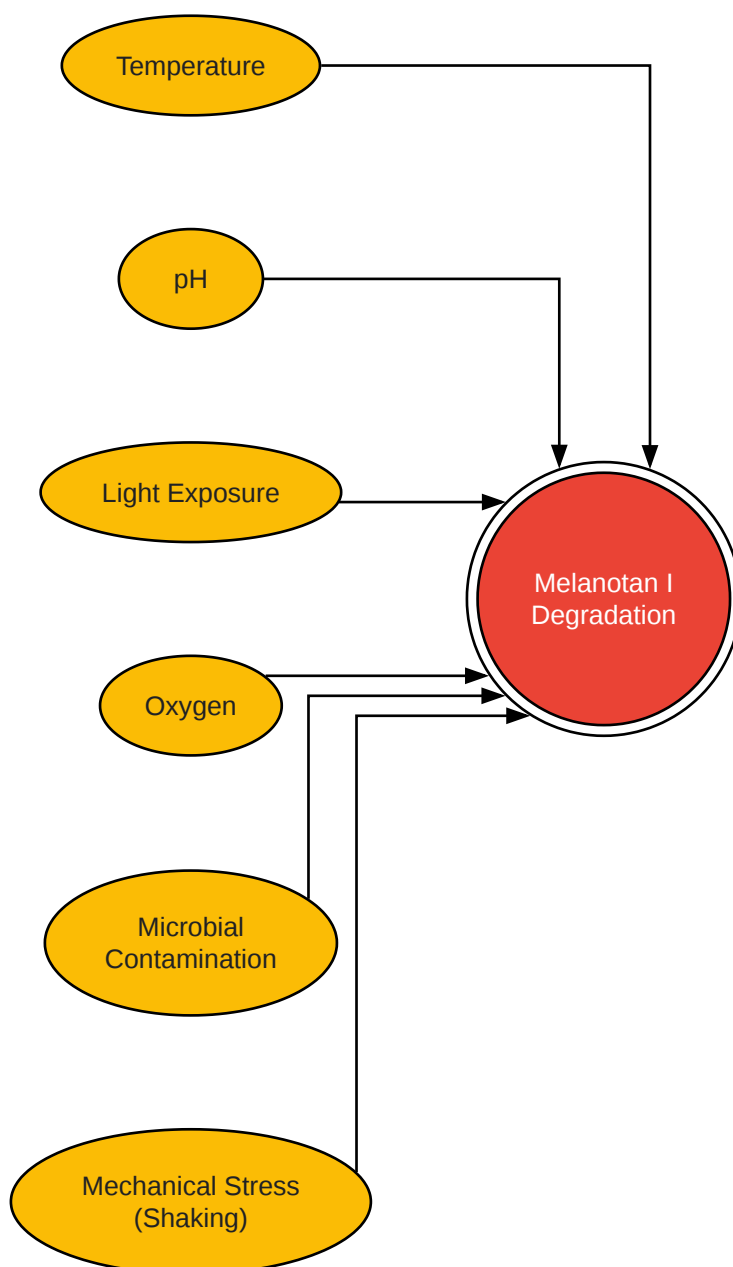 Temperature
pH
Light Exposure
Melanotan I
Degradation
Oxygen
Microbial
Contamination
Mechanical Stress
(Shaking)